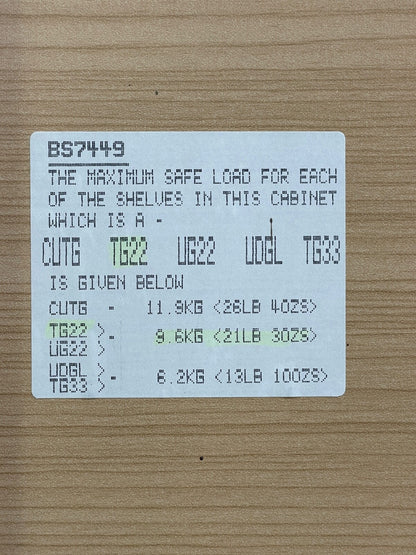 BS7449
THE MAXIMUM SAFE LOAD FOR EACH
OF THE SHELVES IN THIS CABINET
WHICH IS A -
CUTG TG22 UG22 UDGL TG33
IS GIVEN BELOW
CUTG - 11.9KG <26LB 4OZS>
TG22 > - 9.6KG <21LB 3OZS>
UG22 >
UDGL > - 6.2KG <13LB 10OZS>
TG33 >